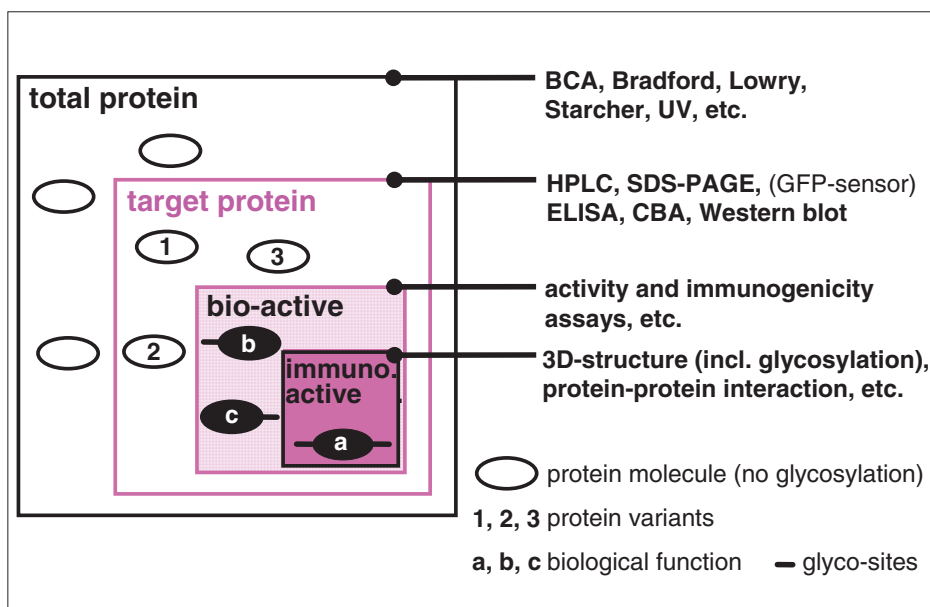 total protein
BCA, Bradford, Lowry,
Starcher, UV, etc.
target protein
HPLC, SDS-PAGE, (GFP-sensor)
ELISA, CBA, Western blot
1
3
2
bio-active
activity and immunogenicity
assays, etc.
b
immuno.
active
3D-structure (incl. glycosylation),
protein-protein interaction, etc.
c
a
protein molecule (no glycosylation)
1, 2, 3 protein variants
a, b, c biological function
glyco-sites